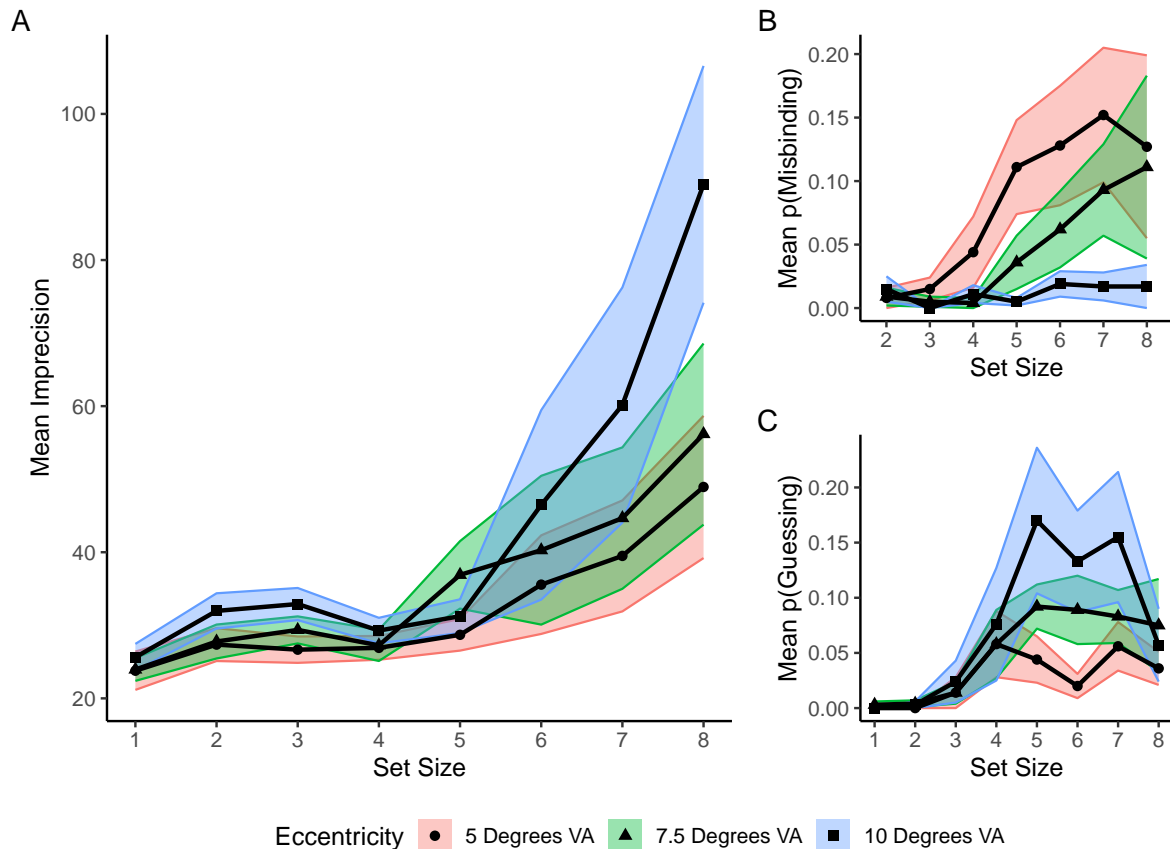 A
Mean Imprecision
100
80
60
40
20
1 2 3 4 5 6 7 8
Set Size
B
Mean p(Misbinding)
0.20
0.15
0.10
0.05
0.00
2 3 4 5 6 7 8
Set Size
C
Mean p(Guessing)
0.20
0.15
0.10
0.05
0.00
1 2 3 4 5 6 7 8
Set Size
Eccentricity 5 Degrees VA 7.5 Degrees VA 10 Degrees VA